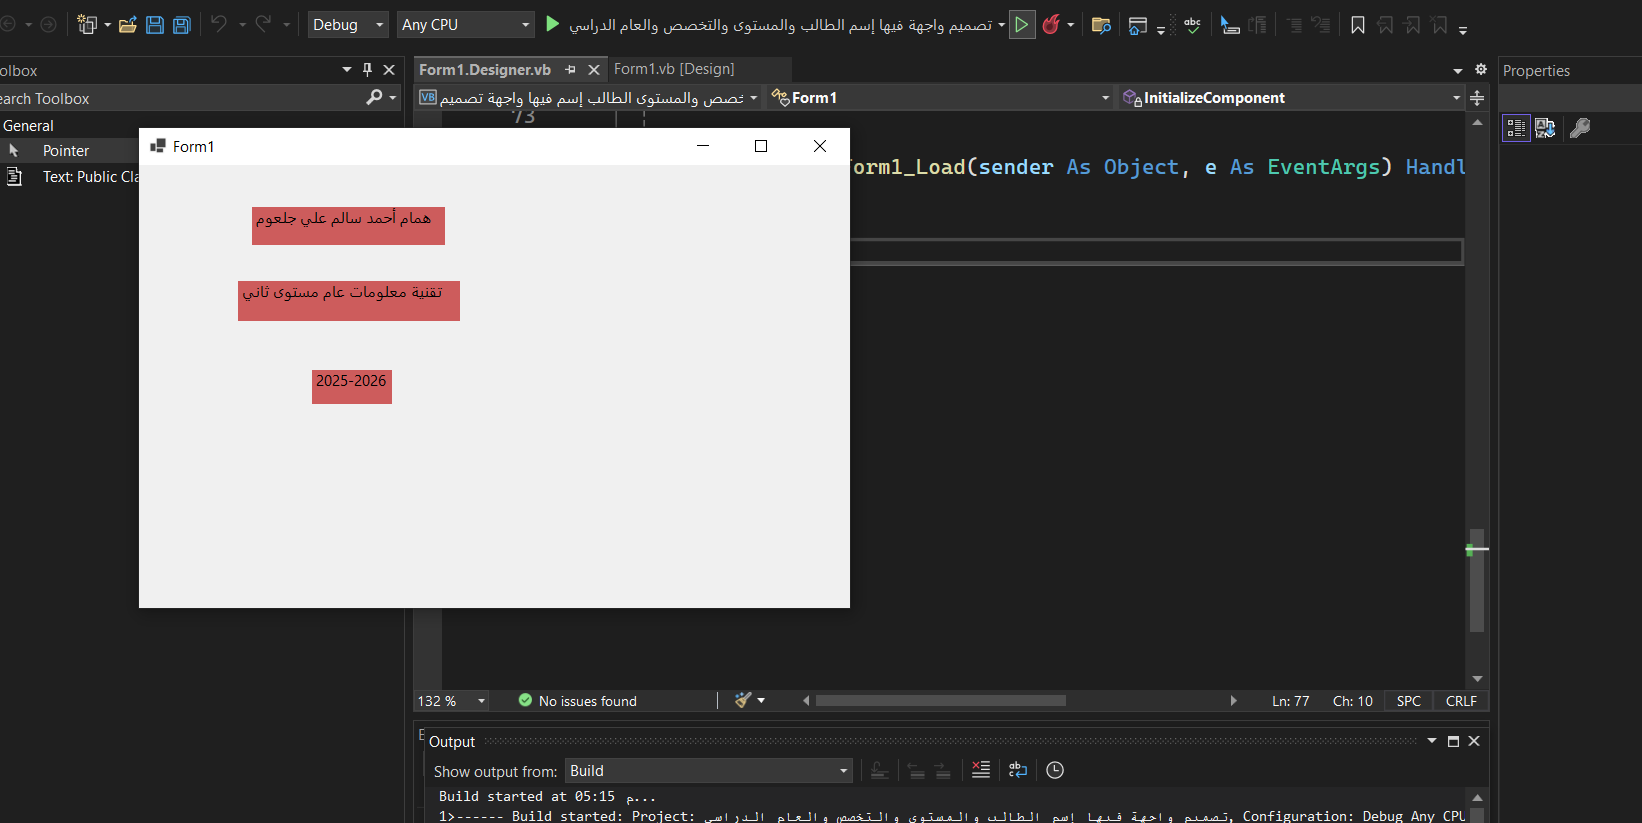 Debug
Any CPU
تصميم واجهة فيها إسم الطالب والمستوى والتخصص والعام الدراسي
olbox
Form1.Designer.vb
Form1.vb [Design]
Properties
earch Toolbox
VB
تصميم واجهة فيها إسم الطالب والمستوى
Form1
InitializeComponent
General
73
Pointer
Form1
Text: Public Cla
orm1_Load(sender As Object, e As EventArgs) Handl
همام أحمد سالم علي جلعوم
تقنية معلومات عام مستوى ثاني
2025-2026
132 %
No issues found
Ln: 77
Ch: 10
SPC
CRLF
Output
Show output from:
Build
Build started at 05:15 م...
1>------ Build started: Project: تصميم واجهة فيها إسم الطالب والمستوى والتخصص والعام الدراسي, Configuration: Debug Any CPU